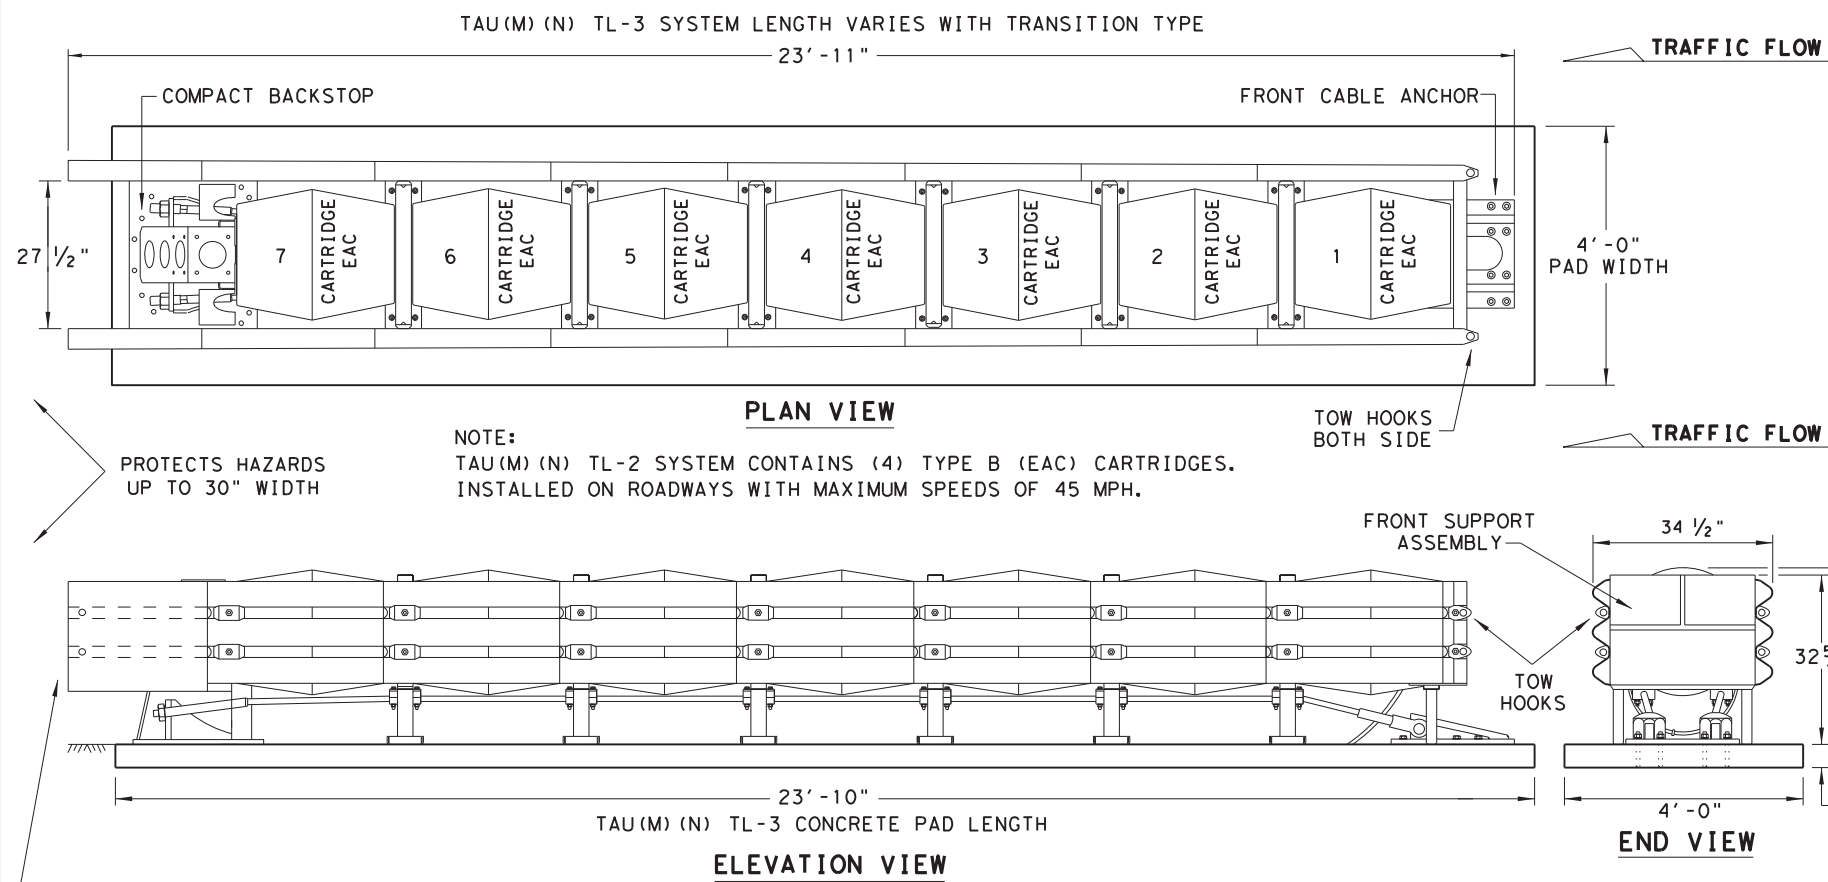 TAU(M)(N) TL-3 SYSTEM LENGTH VARIES WITH TRANSITION TYPE
23'-11"
TRAFFIC FLOW
COMPACT BACKSTOP
FRONT CABLE ANCHOR
27 1/2"
7
CARTRIDGE
EAC
6
CARTRIDGE
EAC
5
CARTRIDGE
EAC
4
CARTRIDGE
EAC
3
CARTRIDGE
EAC
2
CARTRIDGE
EAC
1
CARTRIDGE
EAC
4'-0"
PAD WIDTH
PLAN VIEW
TOW HOOKS
BOTH SIDE
TRAFFIC FLOW
PROTECTS HAZARDS
UP TO 30" WIDTH
NOTE:
TAU(M)(N) TL-2 SYSTEM CONTAINS (4) TYPE B (EAC) CARTRIDGES.
INSTALLED ON ROADWAYS WITH MAXIMUM SPEEDS OF 45 MPH.
FRONT SUPPORT
ASSEMBLY
34 1/2"
TOW
HOOKS
32
23'-10"
TAU(M)(N) TL-3 CONCRETE PAD LENGTH
ELEVATION VIEW
4'-0"
END VIEW